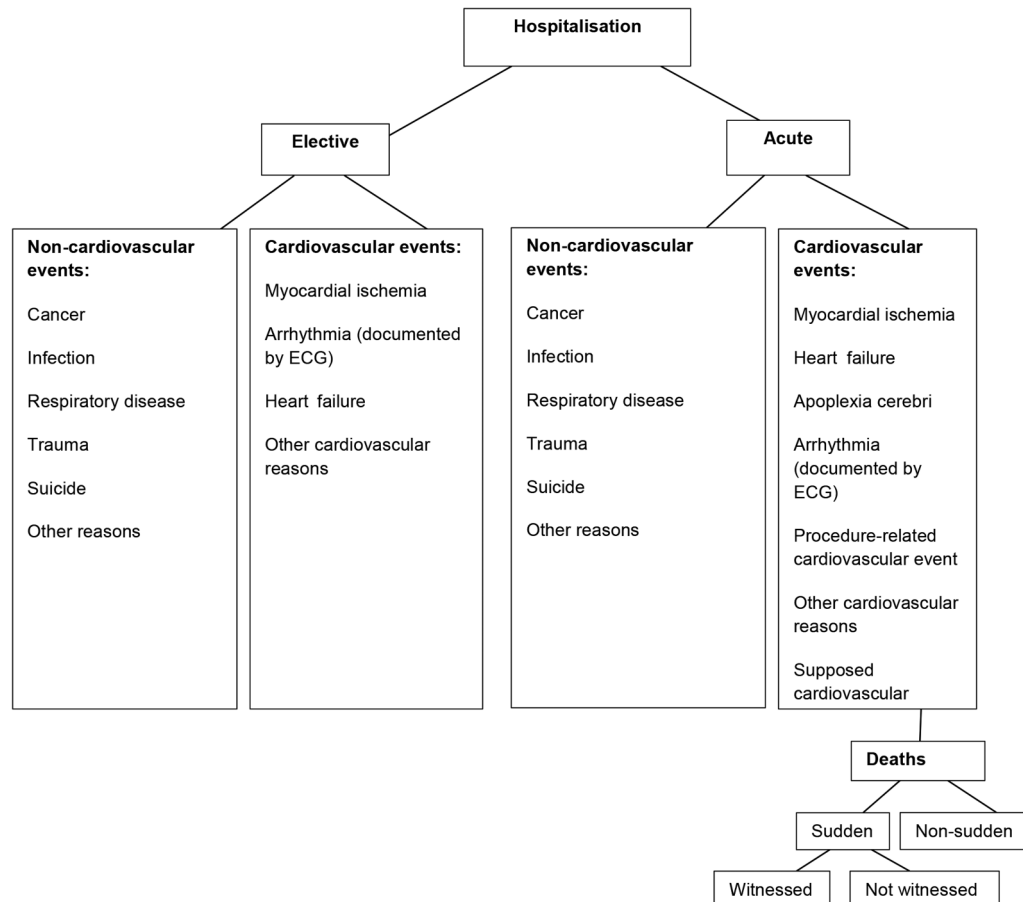 Hospitalisation
Elective
Acute
Non-cardiovascular
events:
Cancer
Infection
Respiratory disease
Trauma
Suicide
Other reasons
Cardiovascular events:
Myocardial ischemia
Arrhythmia (documented
by ECG)
Heart failure
Other cardiovascular
reasons
Non-cardiovascular
events:
Cancer
Infection
Respiratory disease
Trauma
Suicide
Other reasons
Cardiovascular
events:
Myocardial ischemia
Heart failure
Apoplexia cerebri
Arrhythmia
(documented by
ECG)
Procedure-related
cardiovascular event
Other cardiovascular
reasons
Supposed
cardiovascular
Deaths
Sudden
Non-sudden
Witnessed
Not witnessed